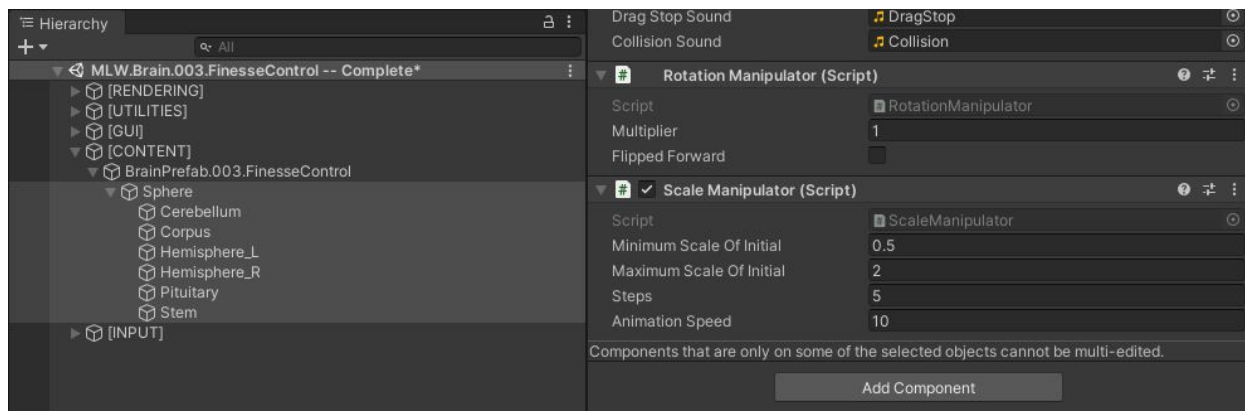 Hierarchy
All
MLW.Brain.003.FinesseControl -- Complete*
[RENDERING]
[UTILITIES]
[GUI]
[CONTENT]
BrainPrefab.003.FinesseControl
Sphere
Cerebellum
Corpus
Hemisphere_L
Hemisphere_R
Pituitary
Stem
[INPUT]
Drag Stop Sound DragStop
Collision Sound Collision
# Rotation Manipulator (Script)
Script RotationManipulator
Multiplier 1
Flipped Forward
# Scale Manipulator (Script)
Script ScaleManipulator
Minimum Scale Of Initial 0.5
Maximum Scale Of Initial 2
Steps 5
Animation Speed 10
Components that are only on some of the selected objects cannot be multi-edited.
Add Component